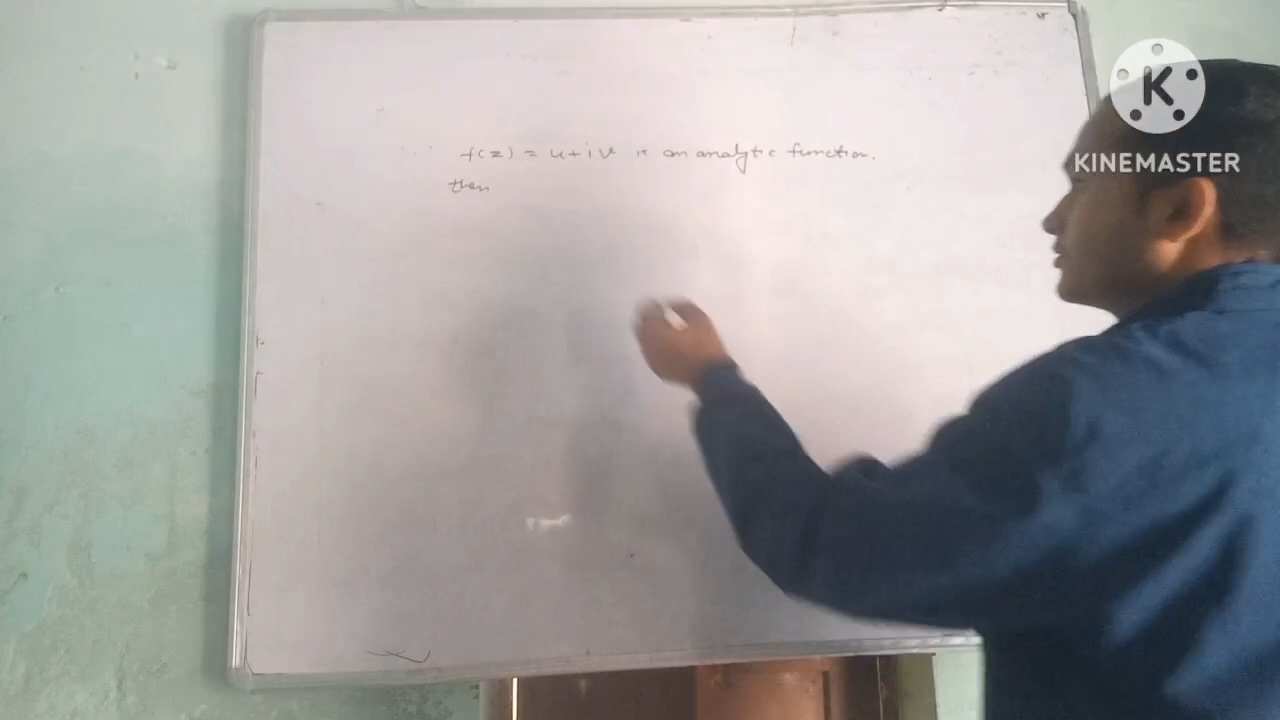 f(z) = u+iv is an analytic function.
then
K
KINEMASTER